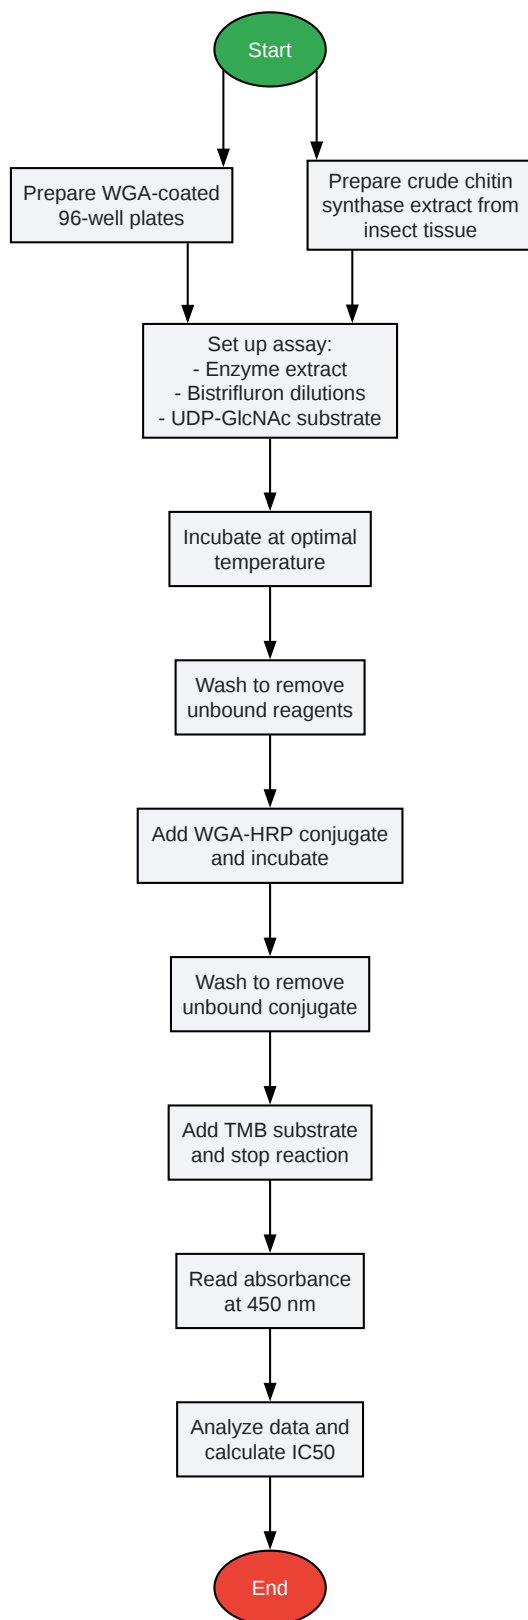 Start
Prepare WGA-coated
96-well plates
Prepare crude chitin
synthase extract from
insect tissue
Set up assay:
- Enzyme extract
- Bistrifluron dilutions
- UDP-GlcNAc substrate
Incubate at optimal
temperature
Wash to remove
unbound reagents
Add WGA-HRP conjugate
and incubate
Wash to remove
unbound conjugate
Add TMB substrate
and stop reaction
Read absorbance
at 450 nm
Analyze data and
calculate IC50
End